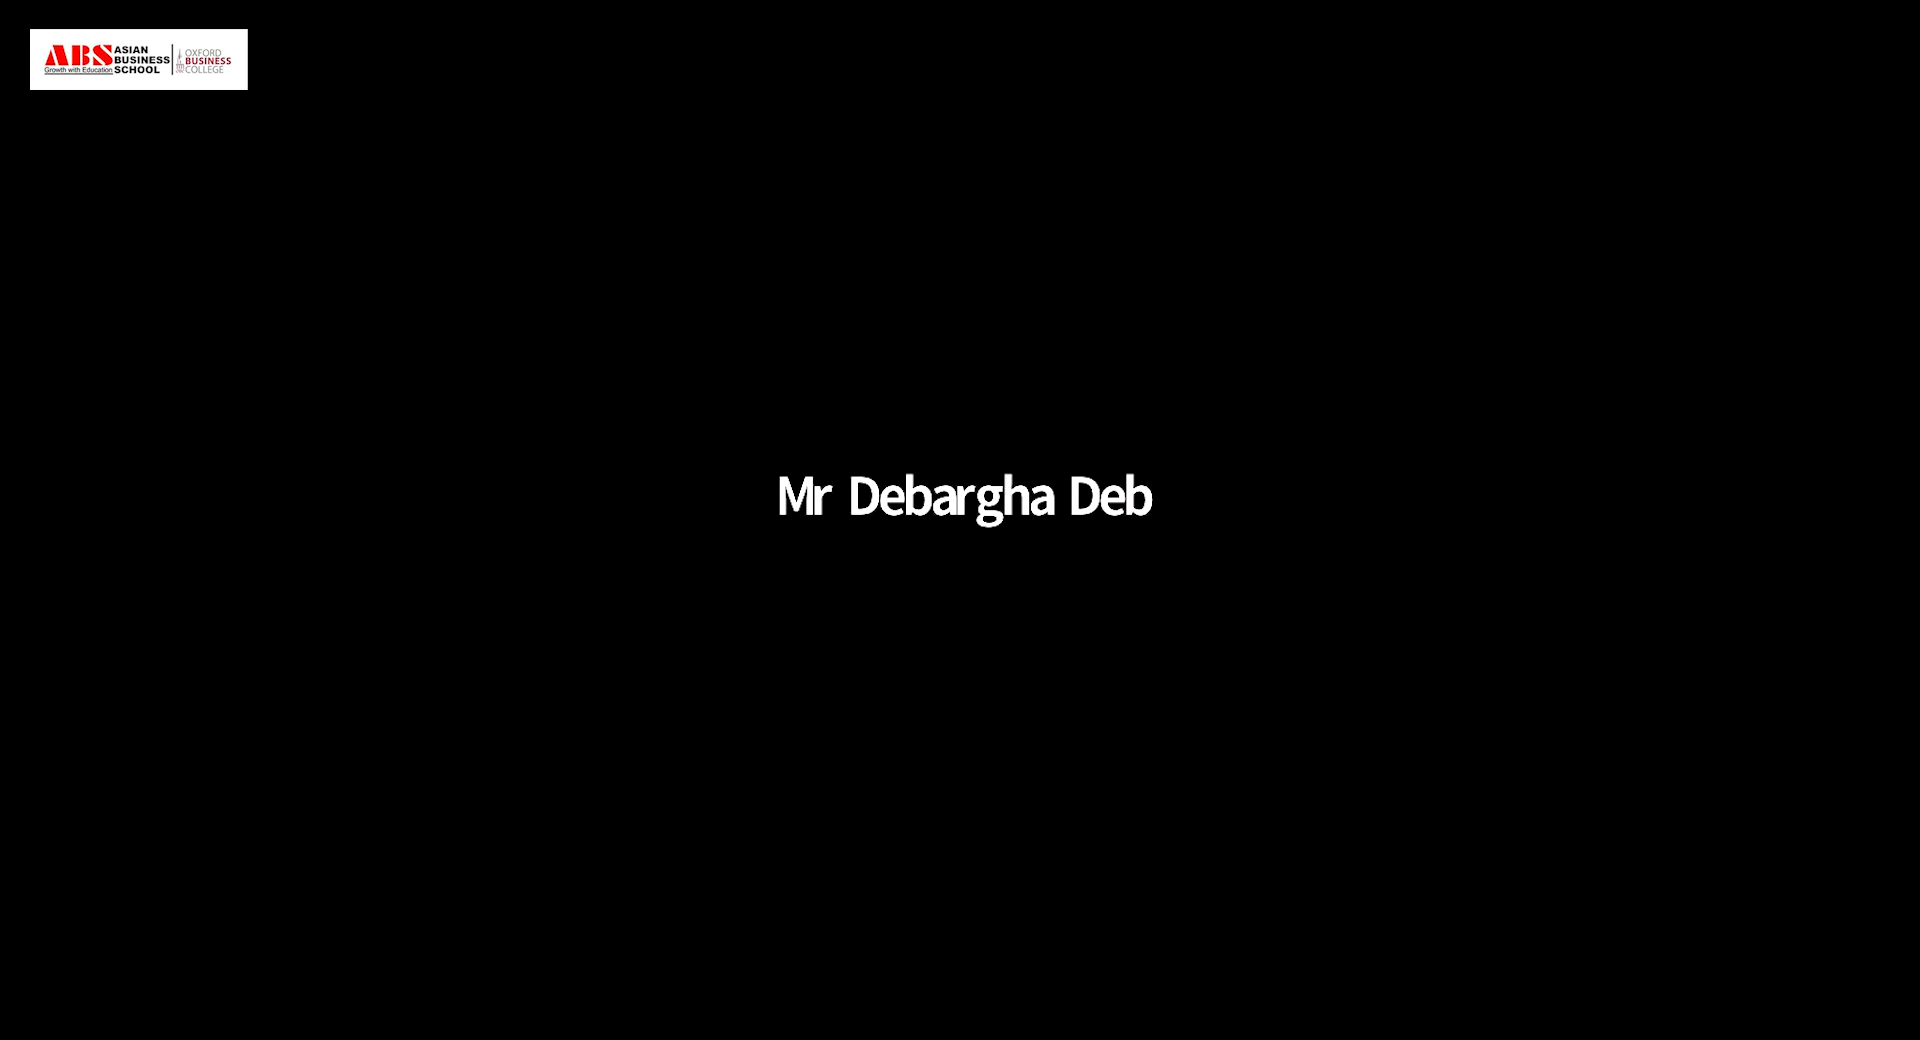 ABS ASIAN
BUSINESS
SCHOOL
Growth with Education
OXFORD
BUSINESS
COLLEGE
Mr Debargha Deb